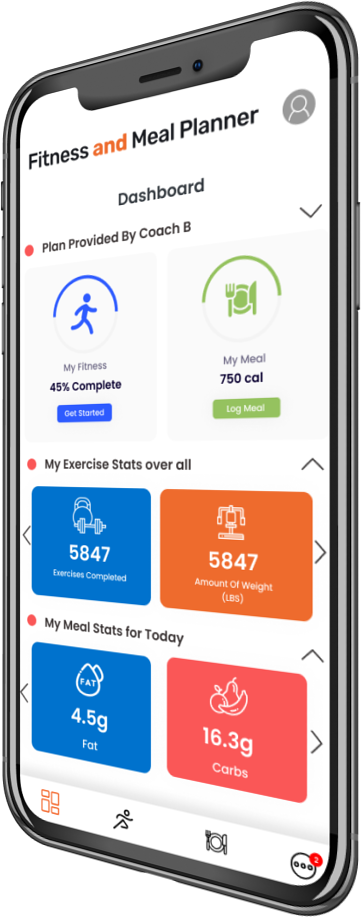 Fitness and Meal Planner
Dashboard
Plan Provided By Coach B
My Fitness
45% Complete
Get Started
My Meal
750 cal
Log Meal
My Exercise Stats over all
5847
Exercises Completed
5847
Amount Of Weight
(LBS)
My Meal Stats for Today
FAT
4.5g
Fat
16.3g
Carbs
2